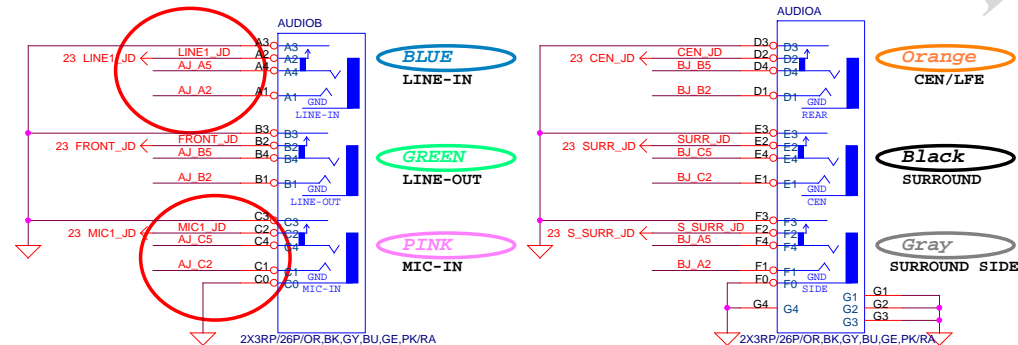 AUDIOB
A3 A3
23 LINE1_JD LINE1_JD A2 A2
AJ_A5 A4 A4
AJ_A2 A1 A1
GND
LINE-IN
BLUE
LINE-IN
B3 B3
23 FRONT_JD FRONT_JD B2 B2
AJ_B5 B4 B4
AJ_B2 B1 B1
GND
LINE-OUT
GREEN
LINE-OUT
C3 C3
23 MIC1_JD MIC1_JD C2 C2
AJ_C5 C4 C4
AJ_C2 C1 C1
GND
C0 C0
MIC-IN
PINK
MIC-IN
2X3RP/26P/OR,BK,GY,BU,GE,PK/RA
AUDIOA
D3 D3
23 CEN_JD CEN_JD D2 D2
BJ_B5 D4 D4
BJ_B2 D1 D1
GND
REAR
Orange
CEN/LFE
E3 E3
23 SURR_JD SURR_JD E2 E2
BJ_C5 E4 E4
BJ_C2 E1 E1
GND
CEN
Black
SURROUND
F3 F3
23 S_SURR_JD S_SURR_JD F2 F2
BJ_A5 F4 F4
BJ_A2 F1 F1
GND
F0 F0
SIDE
Gray
SURROUND SIDE
G1 G1
G4 G4 G2 G2
G3 G3
2X3RP/26P/OR,BK,GY,BU,GE,PK/RA